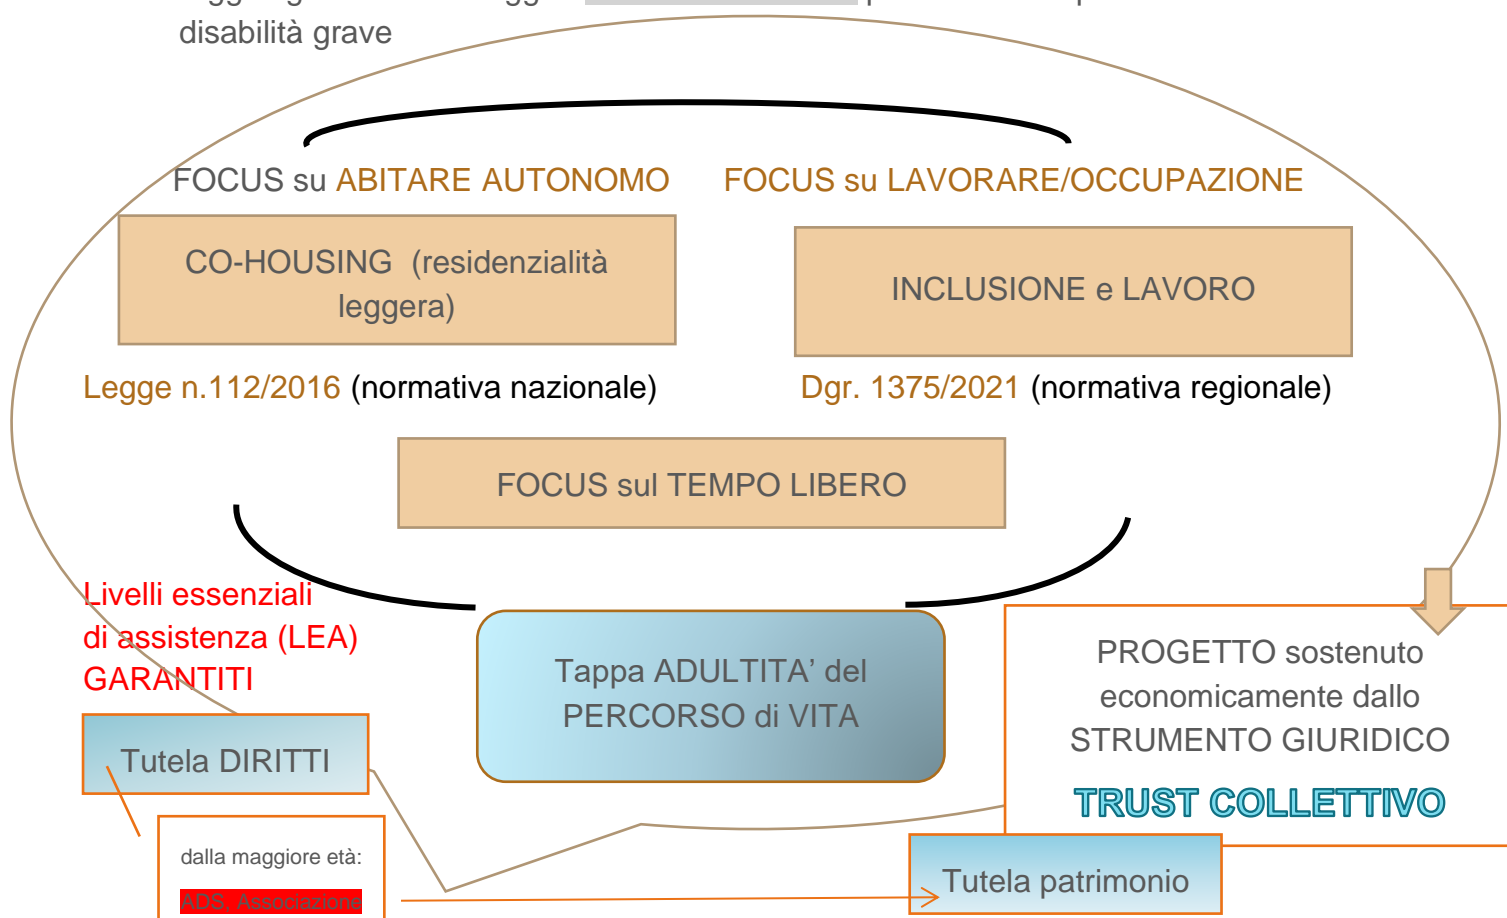 disabilità grave
FOCUS su ABITARE AUTONOMO
FOCUS su LAVORARE/OCCUPAZIONE
CO-HOUSING (residenzialità
leggera)
INCLUSIONE e LAVORO
Legge n.112/2016 (normativa nazionale)
Dgr. 1375/2021 (normativa regionale)
FOCUS sul TEMPO LIBERO
Livelli essenziali
di assistenza (LEA)
GARANTITI
Tappa ADULTITA’ del
PERCORSO di VITA
PROGETTO sostenuto
economicamente dallo
STRUMENTO GIURIDICO
TRUST COLLETTIVO
Tutela DIRITTI
dalla maggiore età:
ADS, Associazione
Tutela patrimonio